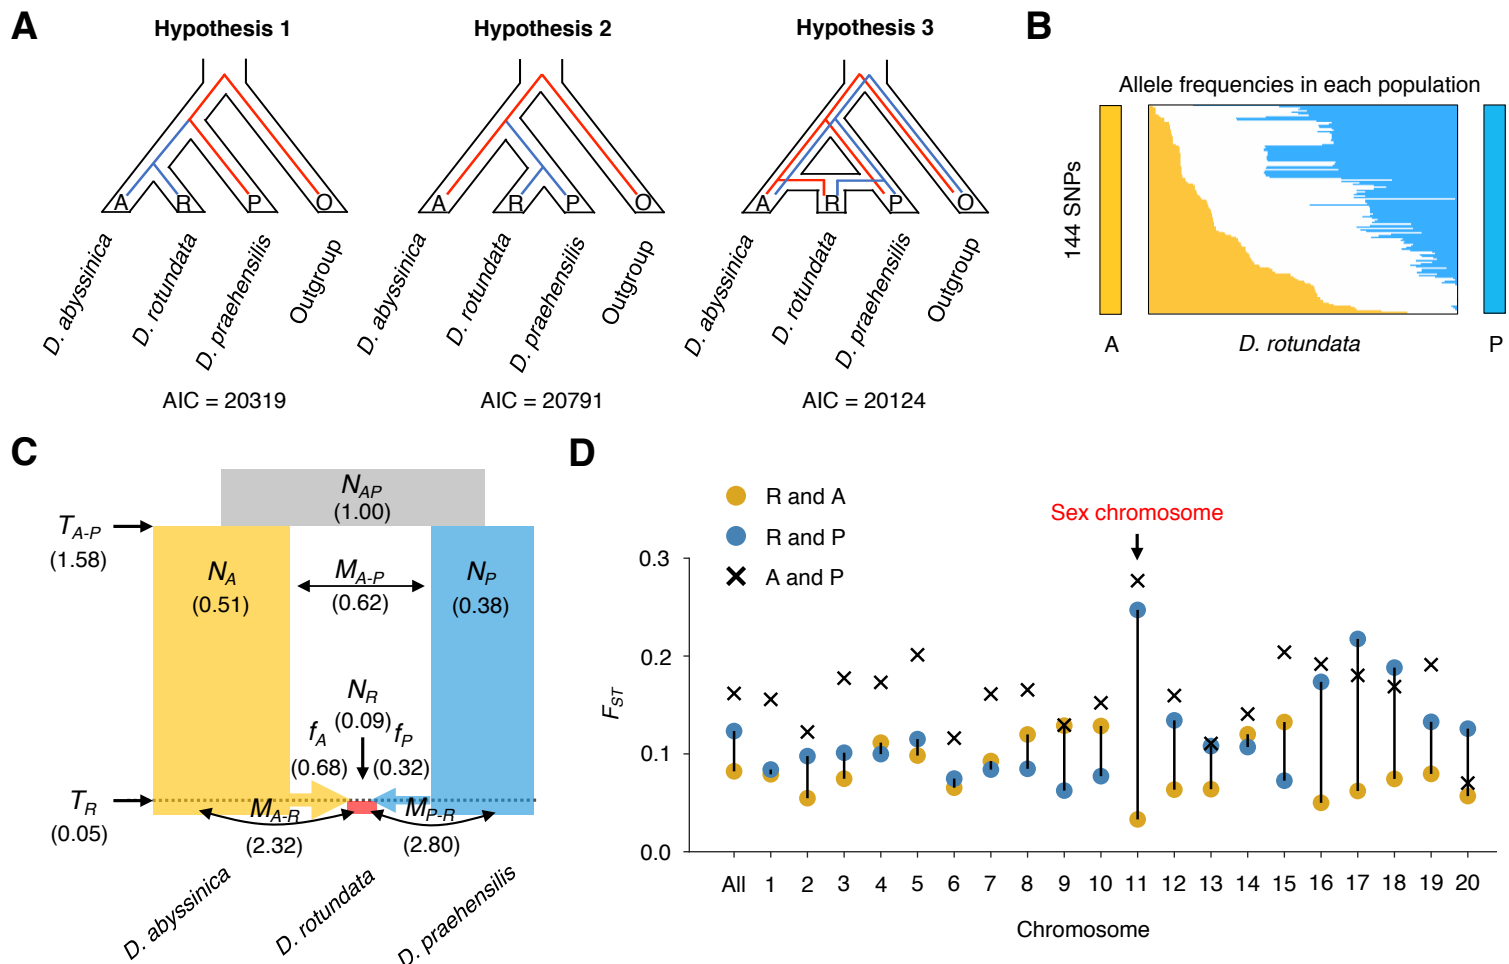 A
Hypothesis 1
Hypothesis 2
Hypothesis 3
A R P O
A R P O
A R P O
D. abyssinica
D. rotundata
D. praehensilis
Outgroup
D. abyssinica
D. rotundata
D. praehensilis
Outgroup
D. abyssinica
D. rotundata
D. praehensilis
Outgroup
AIC = 20319
AIC = 20791
AIC = 20124
B
Allele frequencies in each population
144 SNPs
A
D. rotundata
P
C
N_AP
(1.00)
T_A-P
(1.58)
N_A
(0.51)
M_A-P
(0.62)
N_P
(0.38)
N_R
(0.09)
f_A
(0.68)
f_P
(0.32)
T_R
(0.05)
M_A-R
(2.32)
M_P-R
(2.80)
D. abyssinica
D. rotundata
D. praehensilis
D
R and A
R and P
A and P
Sex chromosome
F_ST
0.3
0.2
0.1
0.0
All 1 2 3 4 5 6 7 8 9 10 11 12 13 14 15 16 17 18 19 20
Chromosome